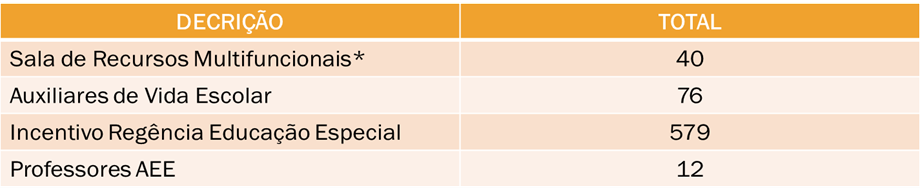 DECRIÇÃO TOTAL
Sala de Recursos Multifuncionais* 40
Auxiliares de Vida Escolar 76
Incentivo Regência Educação Especial 579
Professores AEE 12